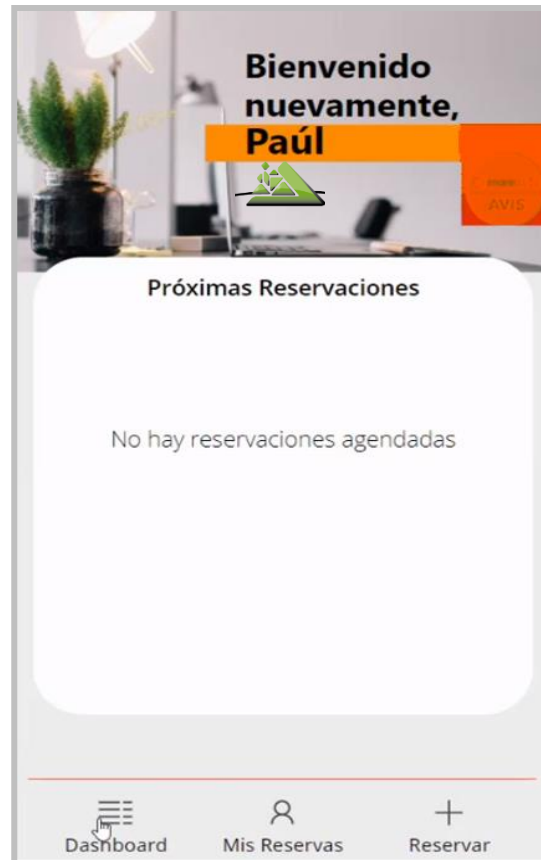 Bienvenido
nuevamente,
Paúl
AVIS
Próximas Reservaciones
No hay reservaciones agendadas
Dashboard
Mis Reservas
Reservar